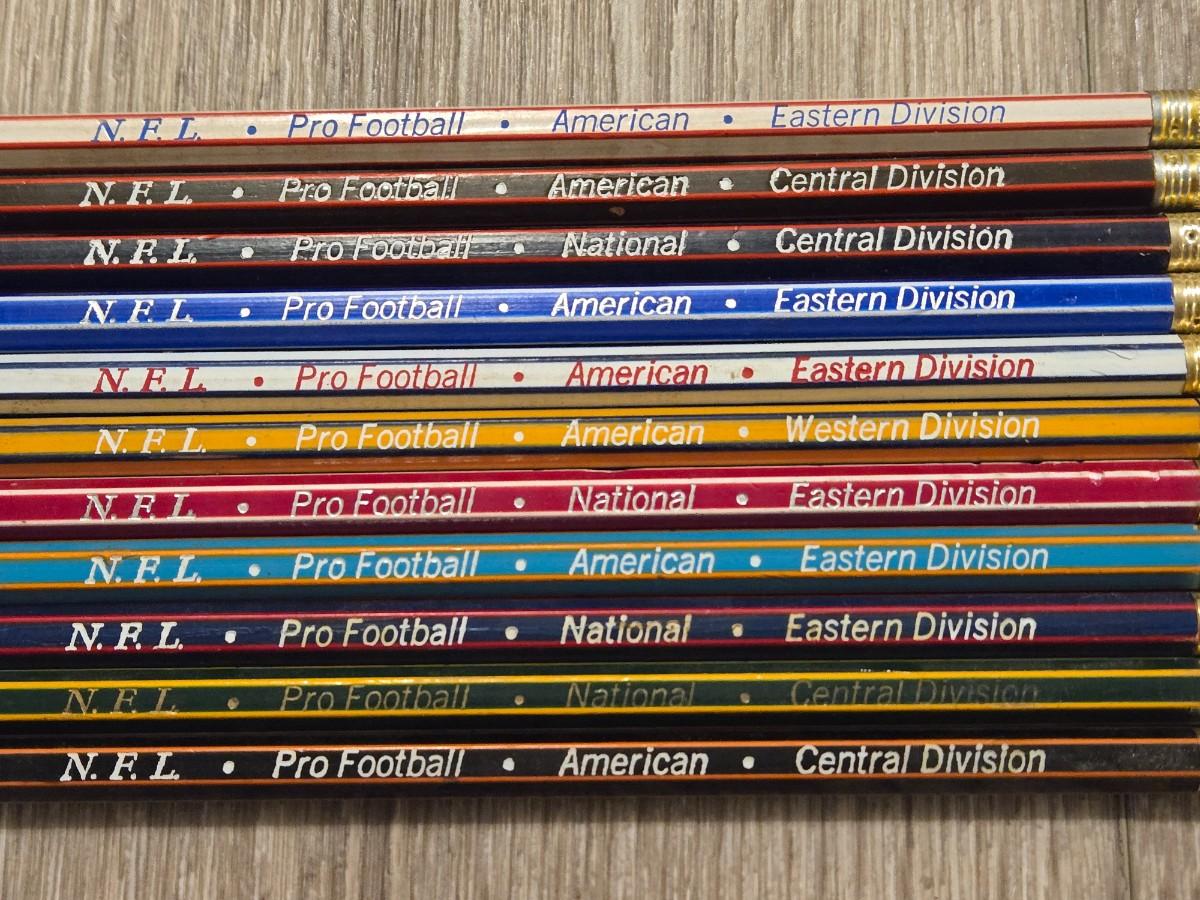 N. F. L. • Pro Football • American • Eastern Division
N. F. L. • Pro Football • American • Central Division
N. F. L. • Pro Football • National • Central Division
N. F. L. • Pro Football • American • Eastern Division
N. F. L. • Pro Football • American • Eastern Division
N. F. L. • Pro Football • American • Western Division
N. F. L. • Pro Football • National • Eastern Division
N. F. L. • Pro Football • American • Eastern Division
N. F. L. • Pro Football • National • Eastern Division
N. F. L. • Pro Football • National • Central Division
N. F. L. • Pro Football • American • Central Division